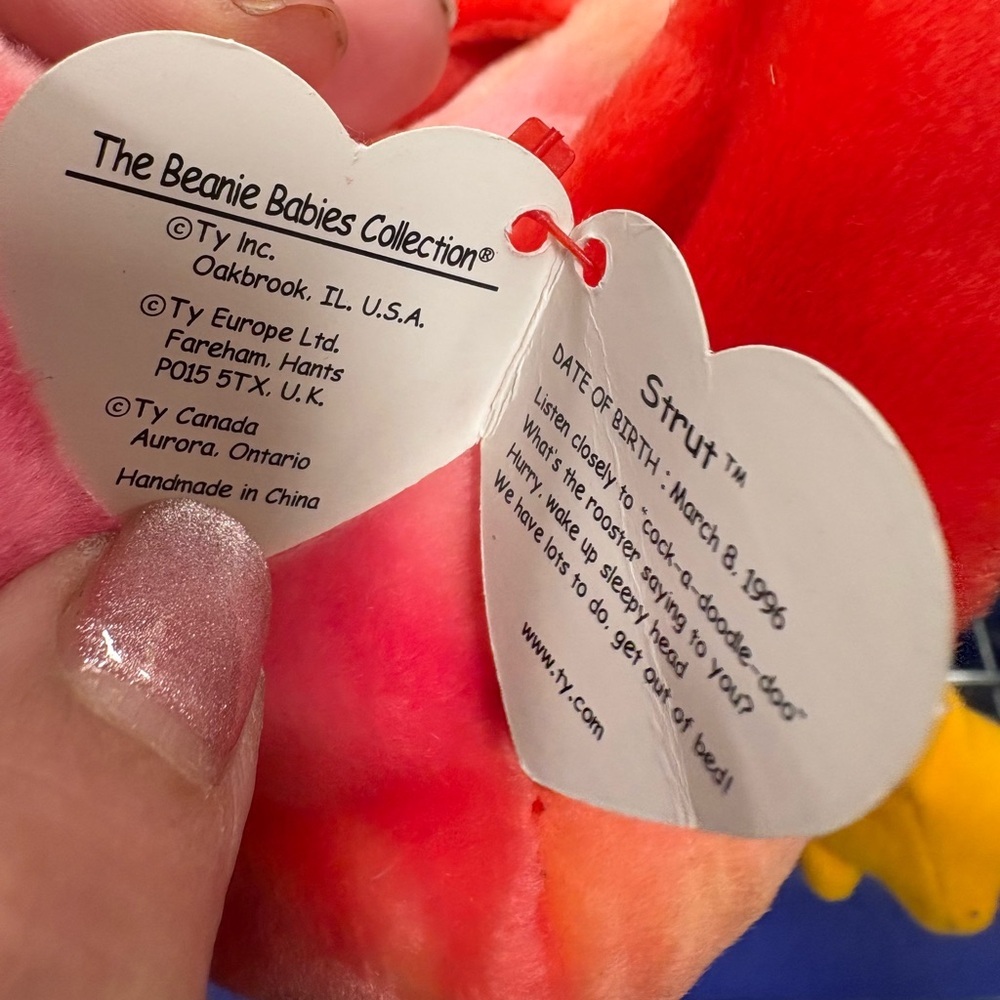 The Beanie Babies Collection®
©Ty Inc.
Oakbrook, IL. U.S.A.
©Ty Europe Ltd.
Fareham, Hants
PO15 5TX, U.K.
©Ty Canada
Aurora, Ontario
Handmade in China
Strut™
DATE OF BIRTH : March 8, 1996
Listen closely to "cock-a-doodle-doo"
What's the rooster saying to you?
Hurry, wake up sleepy head
We have lots to do, get out of bed!
www.ty.com